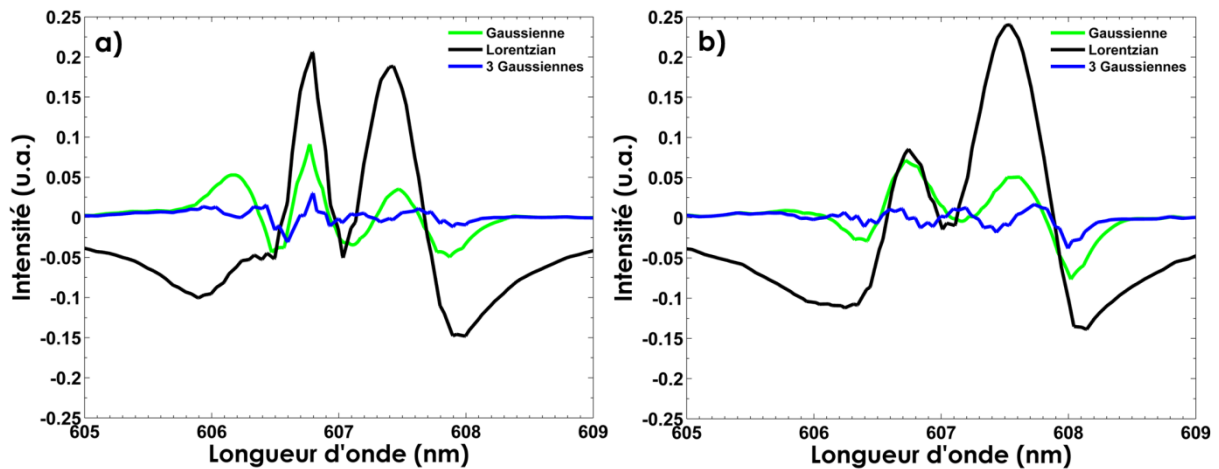 a)
Gaussienne
Lorentzian
3 Gaussiennes
0.25
0.2
0.15
0.1
0.05
0
-0.05
-0.1
-0.15
-0.2
-0.25
Intensité (u.a.)
605 606 607 608 609
Longueur d'onde (nm)
b)
Gaussienne
Lorentzian
3 Gaussiennes
0.25
0.2
0.15
0.1
0.05
0
-0.05
-0.1
-0.15
-0.2
-0.25
Intensité (u.a.)
605 606 607 608 609
Longueur d'onde (nm)